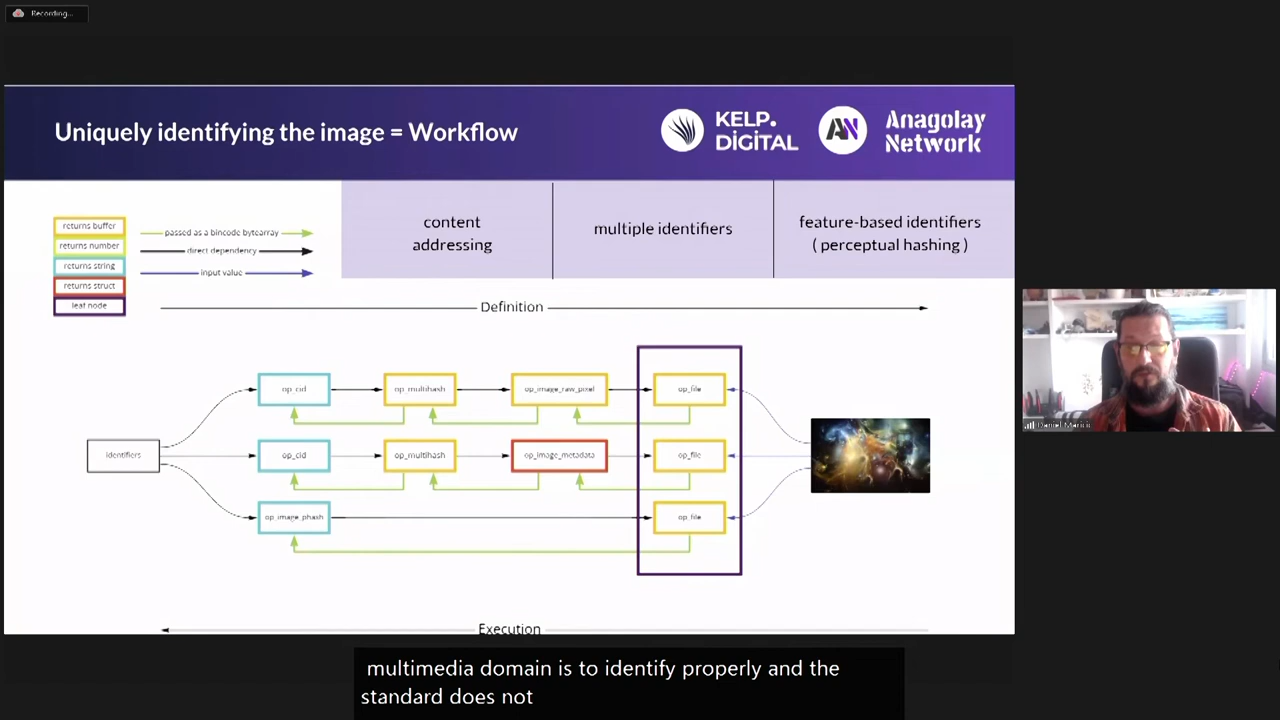 Recording...
Uniquely identifying the image = Workflow
KELP.
DIGITAL
AN
Anagolay
Network
content
addressing
multiple identifiers
feature-based identifiers
( perceptual hashing )
returns buffer
returns number
returns string
returns struct
leaf node
passed as a bincode bytearray
direct dependency
input value
Definition
op_cid
op_multihash
op_image_raw_pixel
op_file
identifiers
op_cid
op_multihash
op_image_metadata
op_file
op_image_phash
op_file
Execution
Daniel Maricic
multimedia domain is to identify properly and the
standard does not